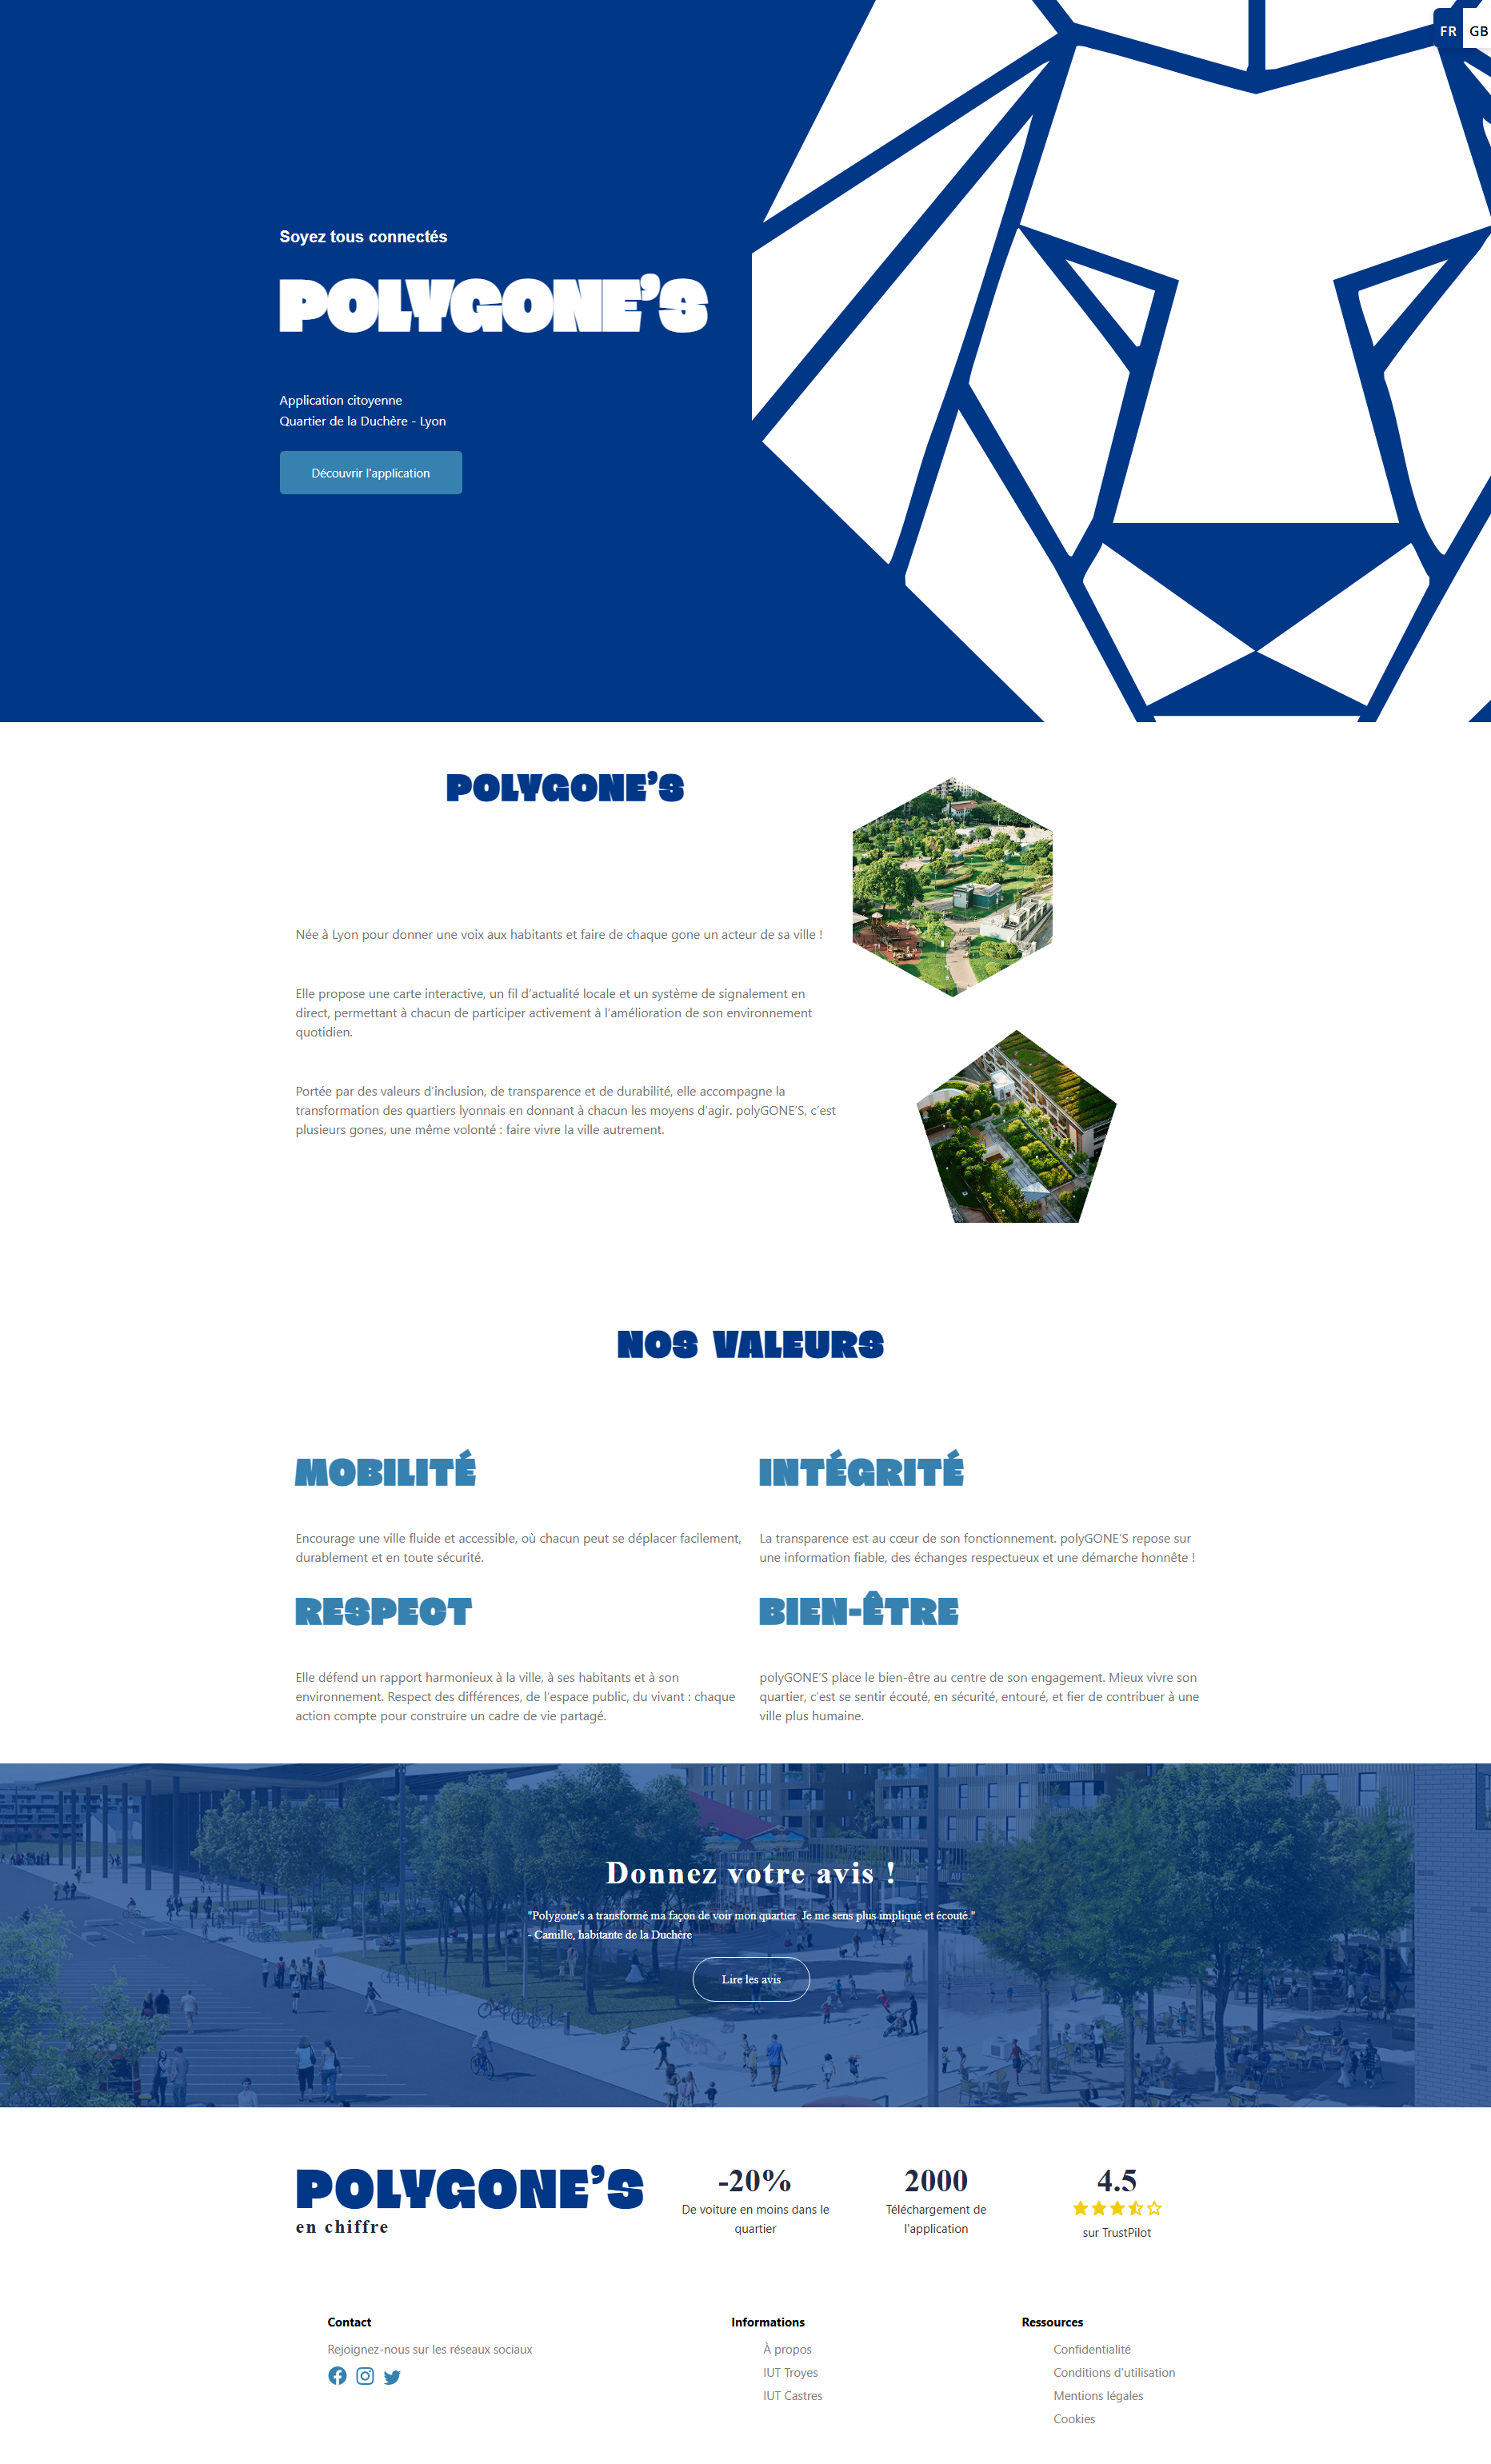 FR GB
Soyez tous connectés
POLYGONE'S
Application citoyenne
Quartier de la Duchère - Lyon
Découvrir l'application
POLYGONE'S
Née à Lyon pour donner une voix aux habitants et faire de chaque gone un acteur de sa ville !
Elle propose une carte interactive, un fil d'actualité locale et un système de signalement en
direct, permettant à chacun de participer activement à l'amélioration de son environnement
quotidien.
Portée par des valeurs d'inclusion, de transparence et de durabilité, elle accompagne la
transformation des quartiers lyonnais en donnant à chacun les moyens d'agir. polyGONE'S, c'est
plusieurs gones, une même volonté : faire vivre la ville autrement.
NOS VALEURS
MOBILITÉ
Encourage une ville fluide et accessible, où chacun peut se déplacer facilement,
durablement et en toute sécurité.
INTÉGRITÉ
La transparence est au cœur de son fonctionnement. polyGONE'S repose sur
une information fiable, des échanges respectueux et une démarche honnête !
RESPECT
Elle défend un rapport harmonieux à la ville, à ses habitants et à son
environnement. Respect des différences, de l'espace public, du vivant : chaque
action compte pour construire un cadre de vie partagé.
BIEN-ÊTRE
polyGONE'S place le bien-être au centre de son engagement. Mieux vivre son
quartier, c'est se sentir écouté, en sécurité, entouré, et fier de contribuer à une
ville plus humaine.
Donnez votre avis !
"Polygone's a transformé ma façon de voir mon quartier. Je me sens plus impliqué et écouté."
- Camille, habitante de la Duchère
Lire les avis
POLYGONE'S
en chiffre
-20%
De voiture en moins dans le
quartier
2000
Téléchargement de
l'application
4.5
sur TrustPilot
Contact
Rejoignez-nous sur les réseaux sociaux
Informations
À propos
IUT Troyes
IUT Castres
Ressources
Confidentialité
Conditions d'utilisation
Mentions légales
Cookies